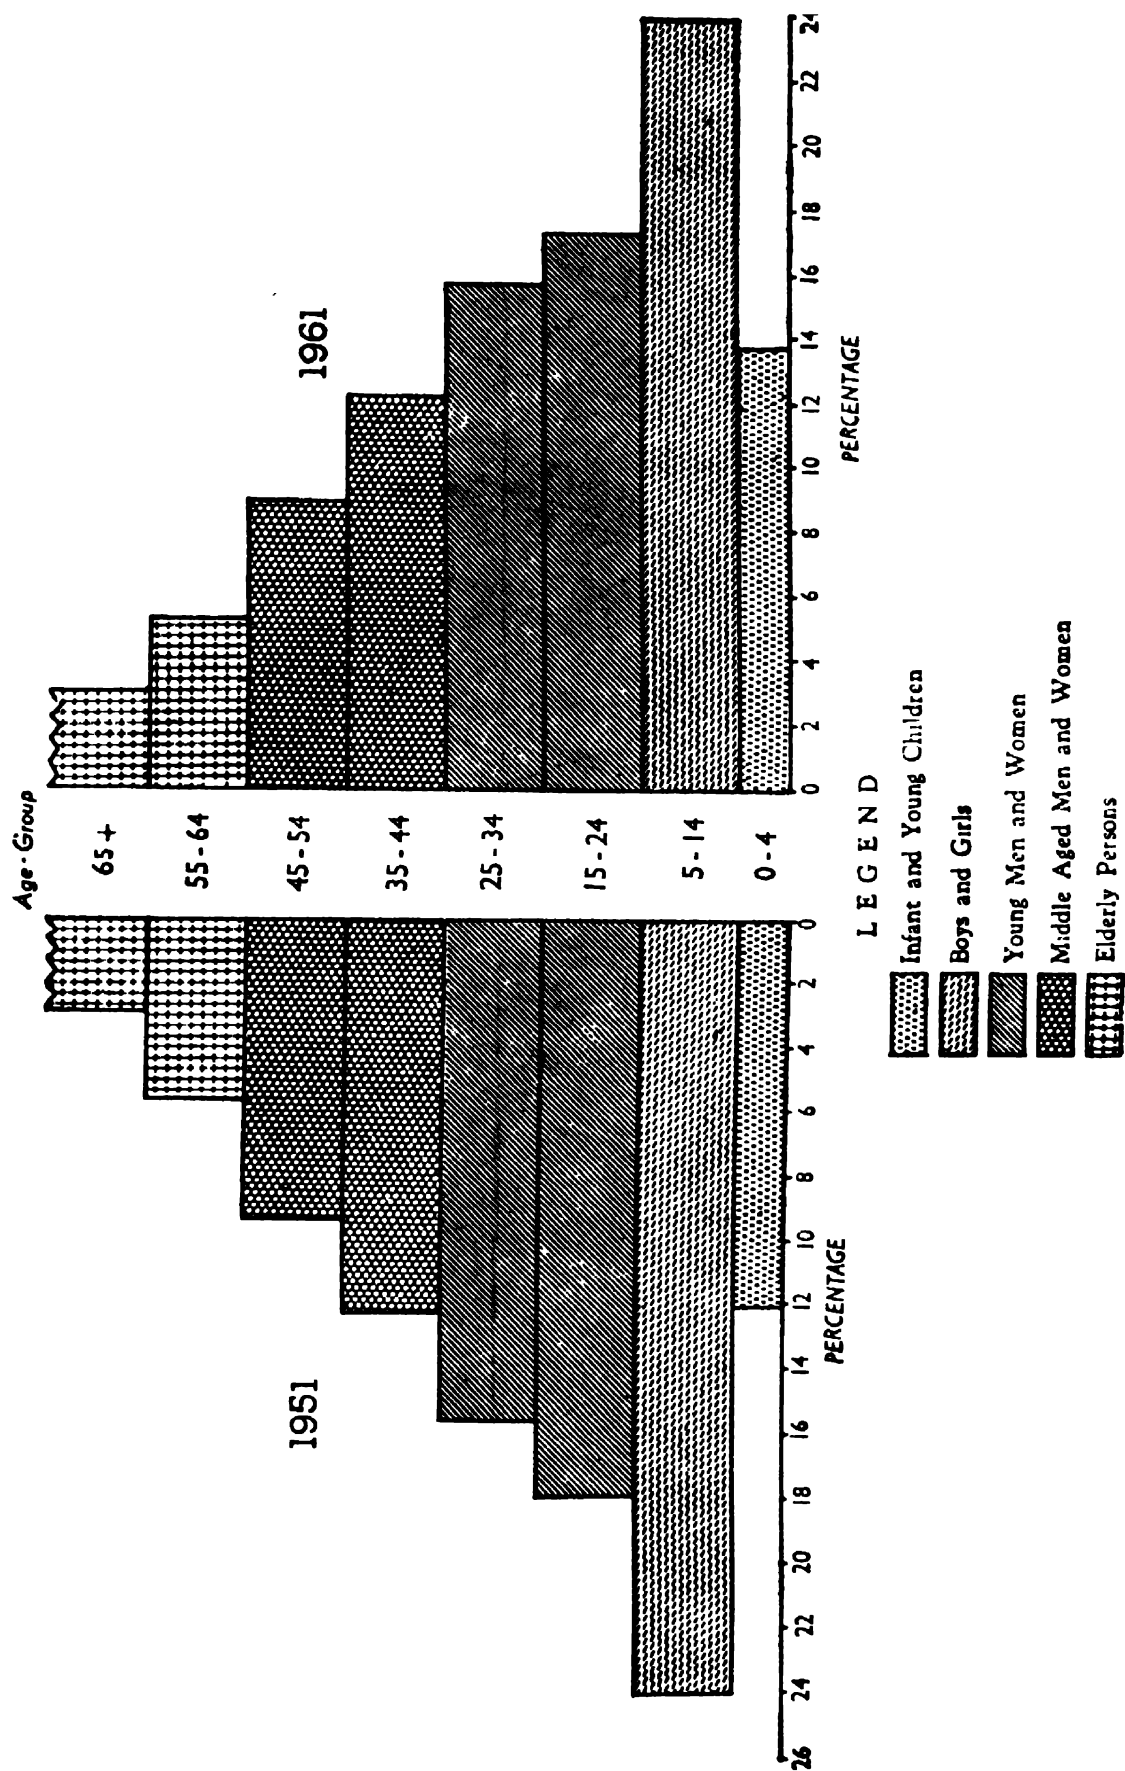 Age-Group
1951
1961
65+
55-64
45-54
35-44
25-34
15-24
5-14
0-4
26 24 22 20 18 16 14 12 10 8 6 4 2 0
0 2 4 6 8 10 12 14 16 18 20 22 24
PERCENTAGE
PERCENTAGE
LEGEND
Infant and Young Children
Boys and Girls
Young Men and Women
Middle Aged Men and Women
Elderly Persons